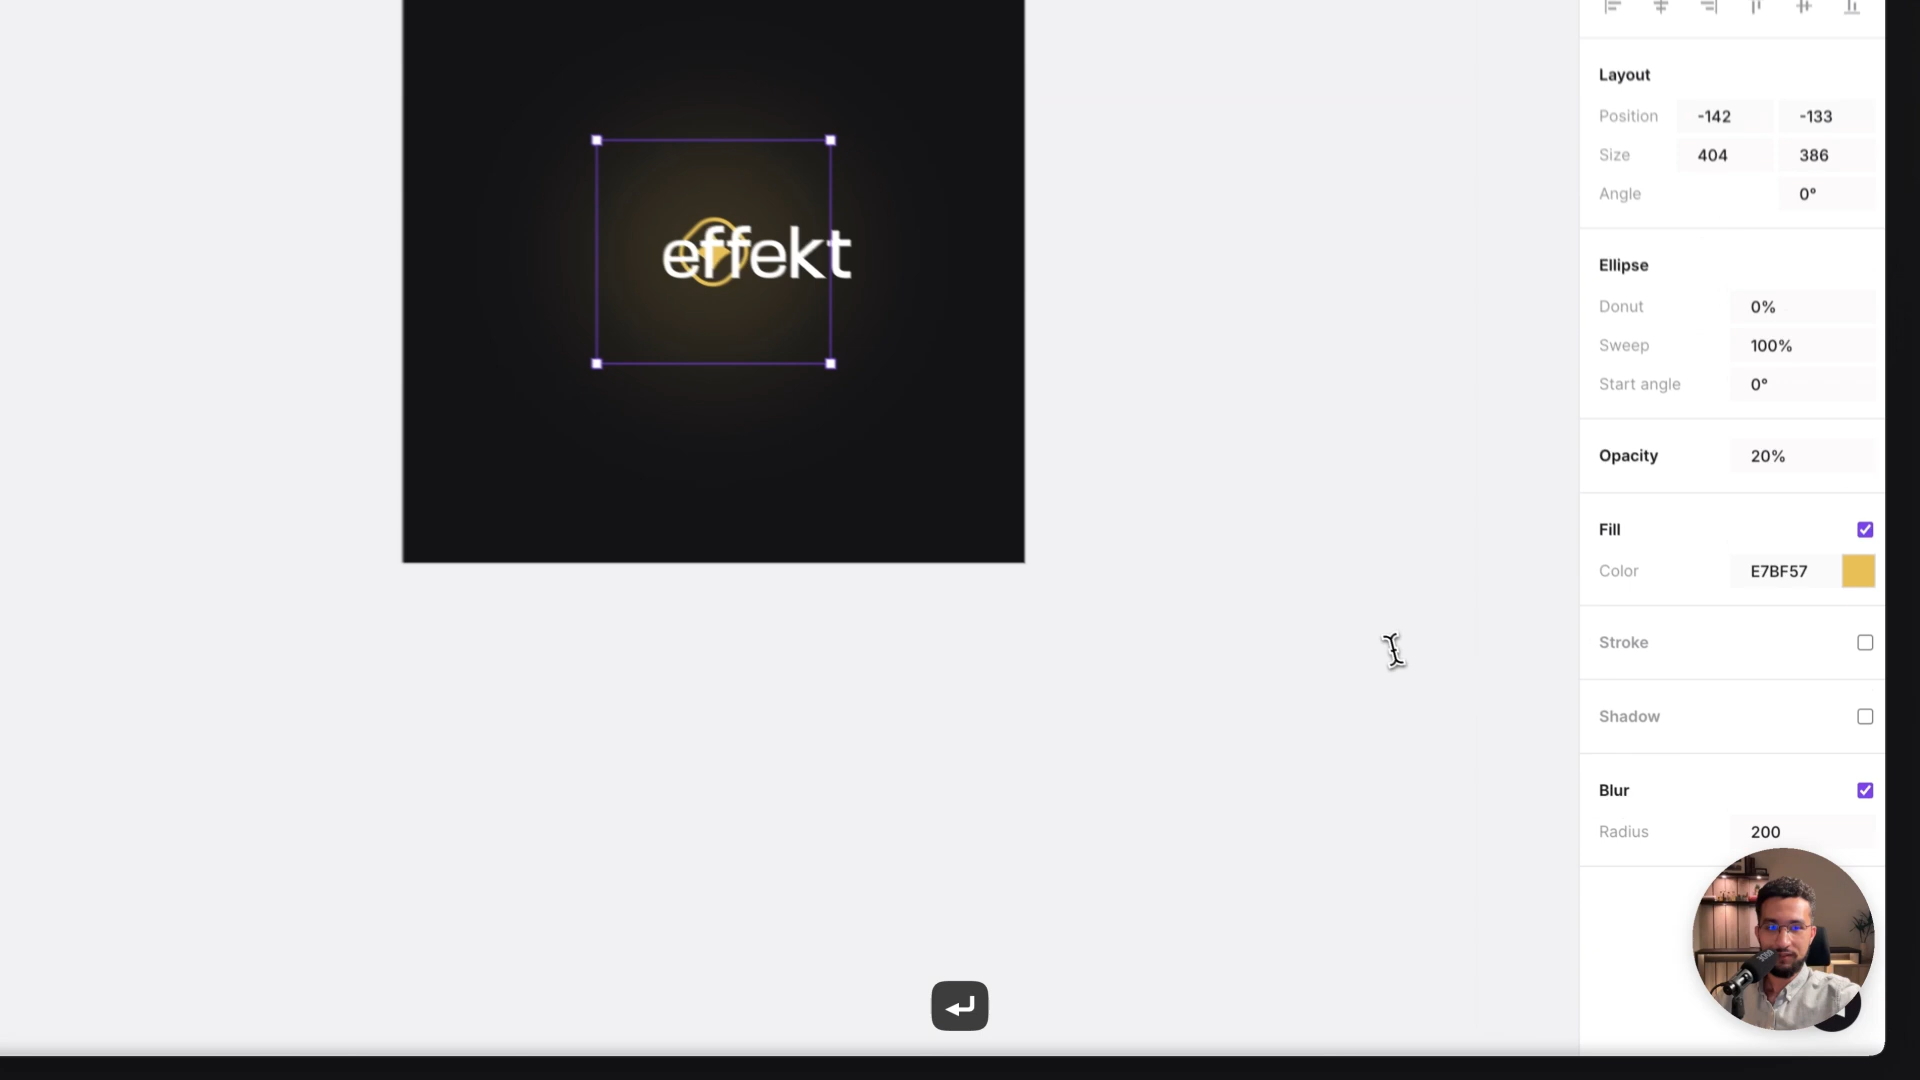 effekt
Layout
Position -142 -133
Size 404 386
Angle 0°
Ellipse
Donut 0%
Sweep 100%
Start angle 0°
Opacity 20%
Fill
Color E7BF57
Stroke
Shadow
Blur
Radius 200